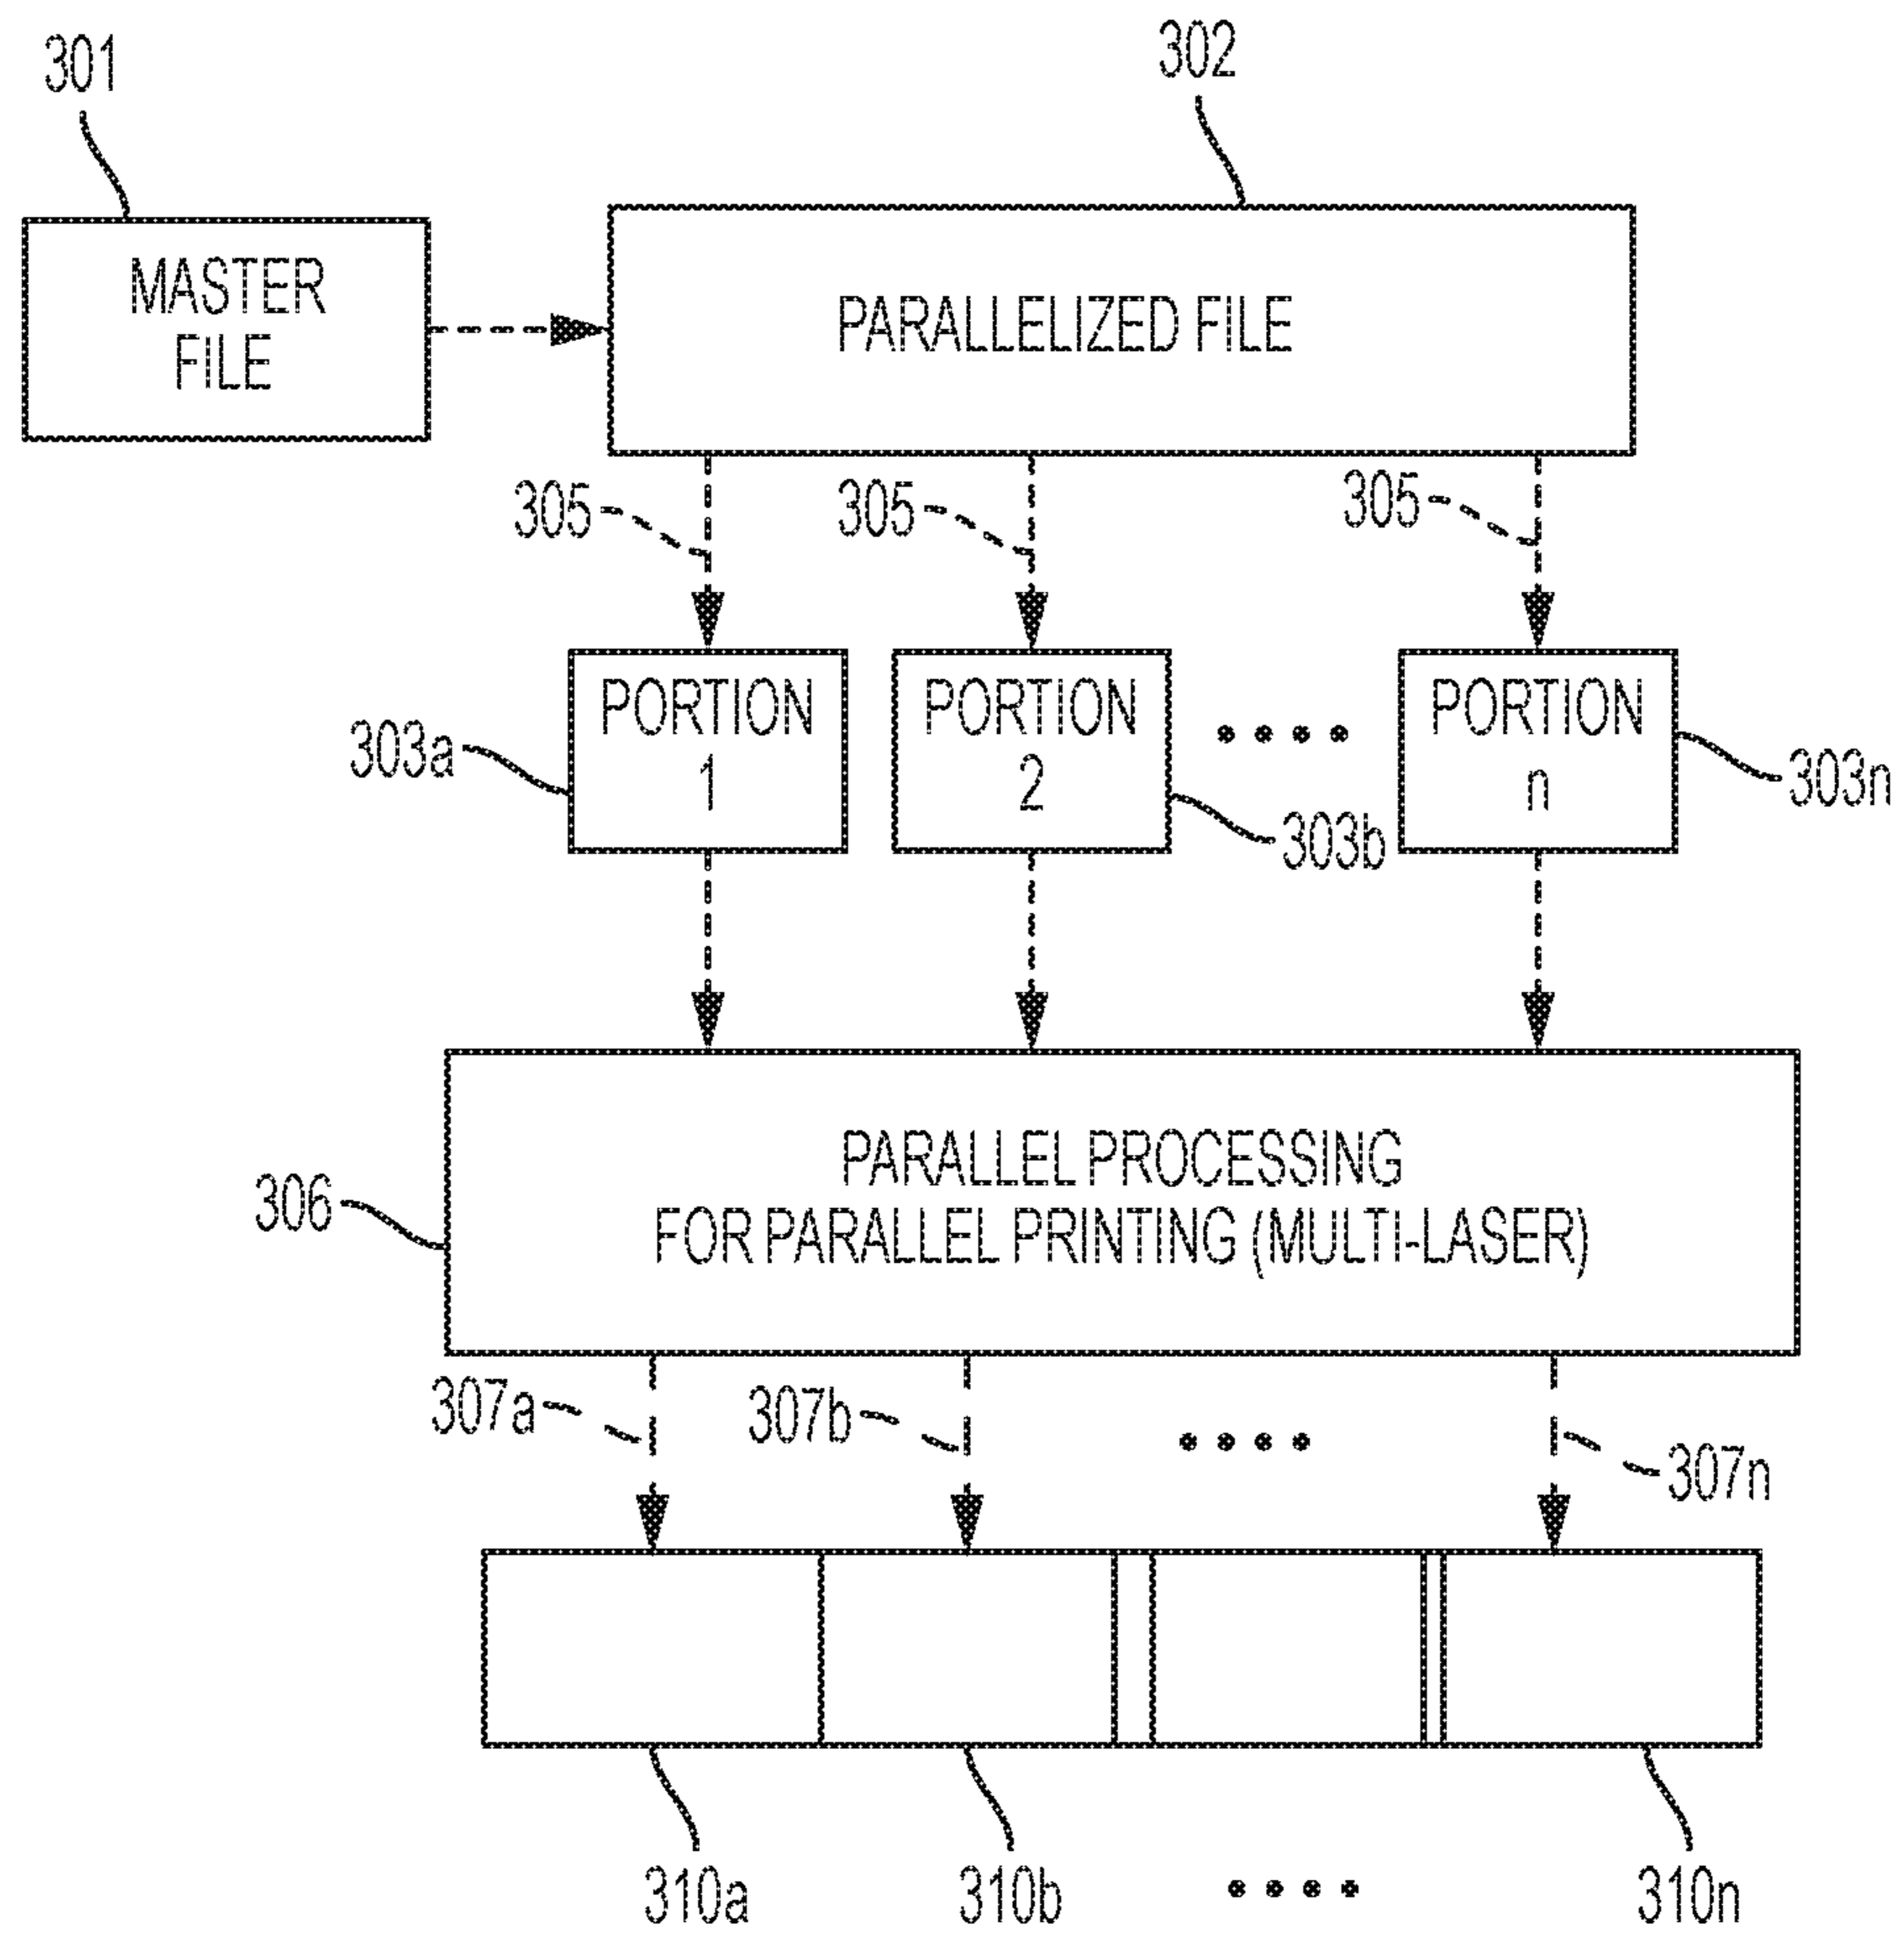 301
302
MASTER
FILE
PARALLELIZED FILE
305
305
305
PORTION
1
PORTION
2
PORTION
n
303a
303b
303n
PARALLEL PROCESSING
FOR PARALLEL PRINTING (MULTI-LASER)
306
307a
307b
307n
310a
310b
310n